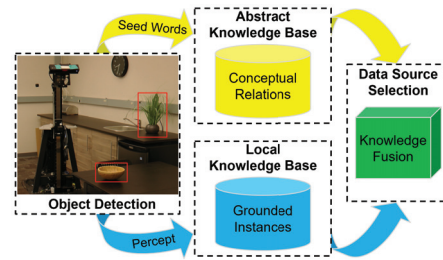 Seed Words
Abstract
Knowledge Base
Conceptual
Relations
Data Source
Selection
Knowledge
Fusion
Local
Knowledge Base
Grounded
Instances
Object Detection
Percept